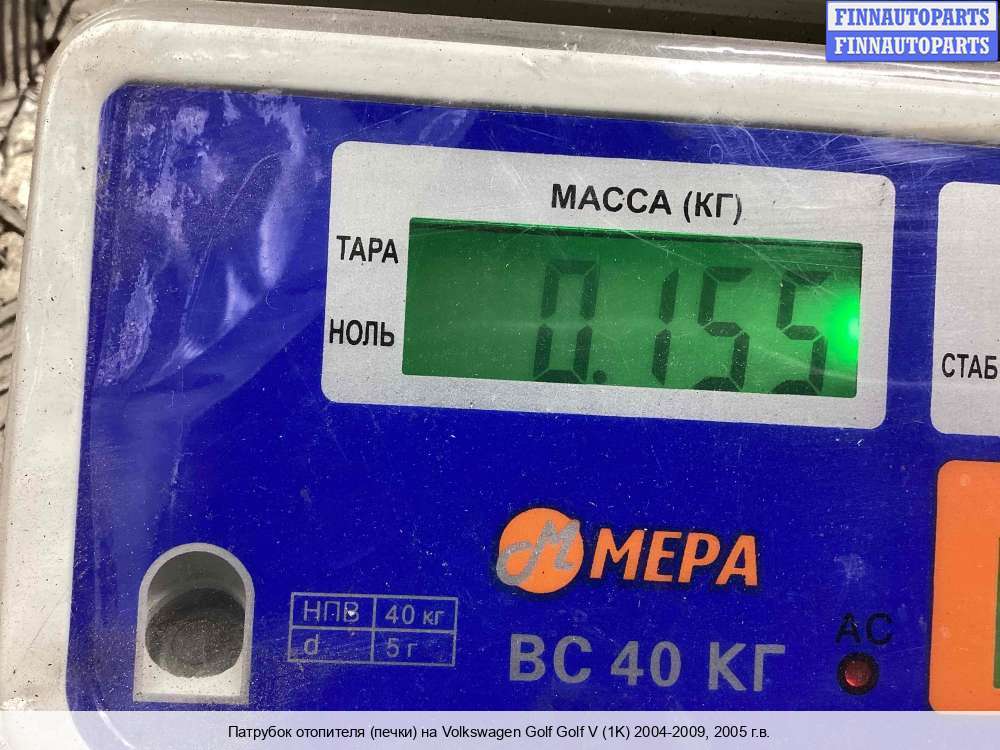 FINNAUTOPARTS
FINNAUTOPARTS
МАССА (КГ)
ТАРА
0.155
НОЛЬ
СТАБ
М МЕРА
НПВ 40 кг
d 5 г
ВС 40 КГ
AC
Патрубок отопителя (печки) на Volkswagen Golf Golf V (1K) 2004-2009, 2005 г.в.